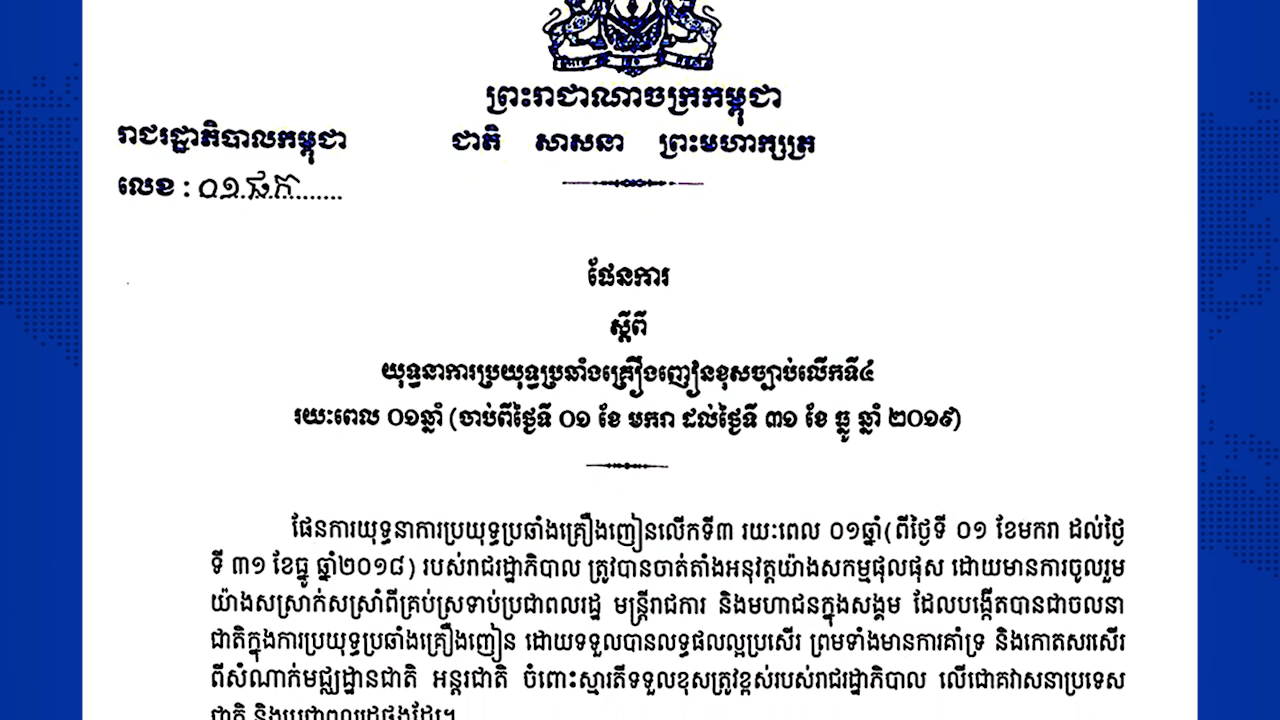 ព្រះរាជាណាចក្រកម្ពុជា
រាជរដ្ឋាភិបាលកម្ពុជា
ជាតិ សាសនា ព្រះមហាក្សត្រ
លេខ : ០១.ផក
ផែនការ
ស្តីពី
យុទ្ធនាការប្រយុទ្ធប្រឆាំងគ្រឿងញៀនខុសច្បាប់លើកទី៤
រយៈពេល ០១ឆ្នាំ (ចាប់ពីថ្ងៃទី ០១ ខែ មករា ដល់ថ្ងៃទី ៣១ ខែ ធ្នូ ឆ្នាំ ២០១៩)
ផែនការយុទ្ធនាការប្រយុទ្ធប្រឆាំងគ្រឿងញៀនលើកទី៣ រយៈពេល ០១ឆ្នាំ(ពីថ្ងៃទី ០១ ខែមករា ដល់ថ្ងៃ
ទី ៣១ ខែធ្នូ ឆ្នាំ២០១៨) របស់រាជរដ្ឋាភិបាល ត្រូវបានចាត់តាំងអនុវត្តយ៉ាងសកម្មផុលផុស ដោយមានការចូលរួម
យ៉ាងសស្រាក់សស្រាំពីគ្រប់ស្រទាប់ប្រជាពលរដ្ឋ មន្ត្រីរាជការ និងមហាជនក្នុងសង្គម ដែលបង្កើតបានជាចលនា
ជាតិក្នុងការប្រយុទ្ធប្រឆាំងគ្រឿងញៀន ដោយទទួលបានលទ្ធផលល្អប្រសើរ ព្រមទាំងមានការគាំទ្រ និងកោតសរសើរ
ពីសំណាក់មជ្ឈដ្ឋានជាតិ អន្តរជាតិ ចំពោះស្មារតីទទួលខុសត្រូវខ្ពស់របស់រាជរដ្ឋាភិបាល លើជោគវាសនាប្រទេស
ជាតិ និងប្រជាពលរដ្ឋផងដែរ។